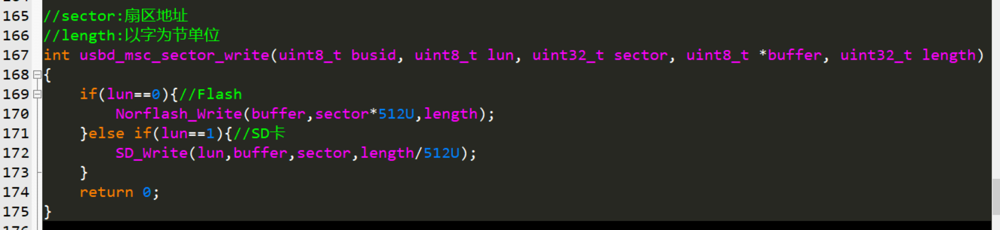 165 //sector:扇区地址
166 //length:以字为节单位
167 int usbd_msc_sector_write(uint8_t busid, uint8_t lun, uint32_t sector, uint8_t *buffer, uint32_t length)
168 {
169     if(lun==0){//Flash
170         Norflash_Write(buffer,sector*512U,length);
171     }else if(lun==1){//SD卡
172         SD_Write(lun,buffer,sector,length/512U);
173     }
174     return 0;
175 }